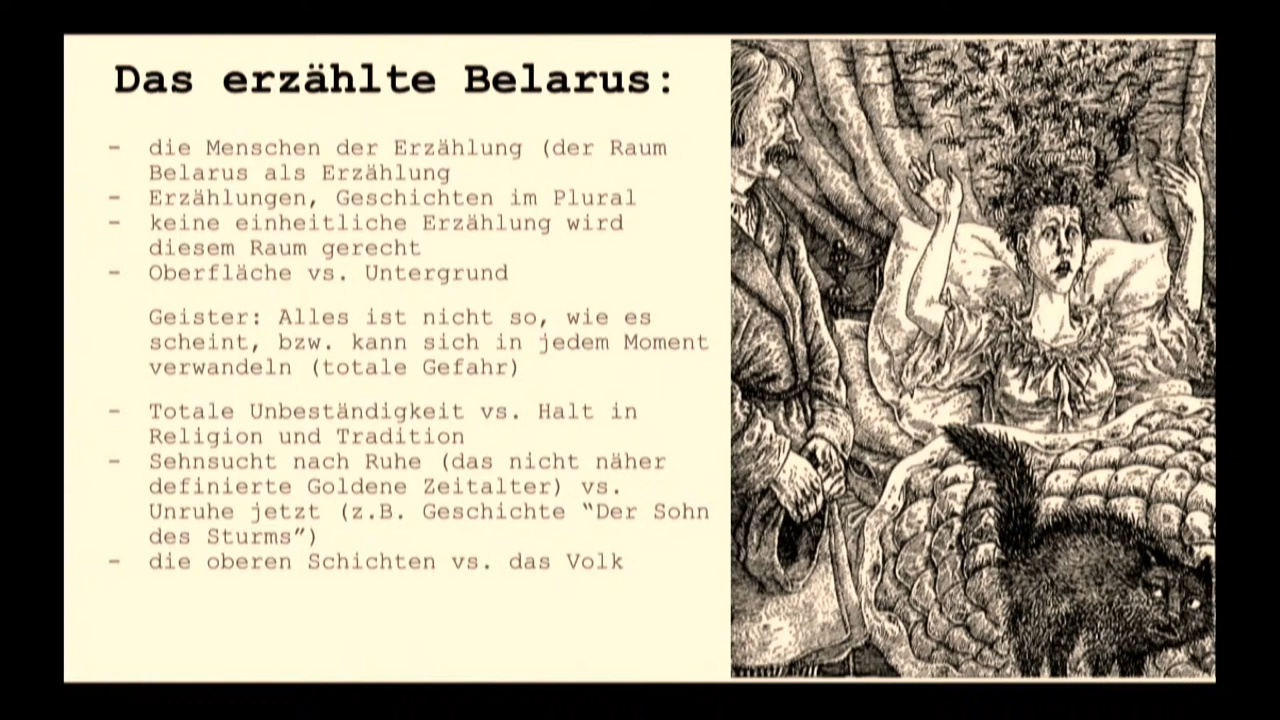 Das erzählte Belarus:
- die Menschen der Erzählung (der Raum
Belarus als Erzählung
- Erzählungen, Geschichten im Plural
- keine einheitliche Erzählung wird
diesem Raum gerecht
- Oberfläche vs. Untergrund
Geister: Alles ist nicht so, wie es
scheint, bzw. kann sich in jedem Moment
verwandeln (totale Gefahr)
- Totale Unbeständigkeit vs. Halt in
Religion und Tradition
- Sehnsucht nach Ruhe (das nicht näher
definierte Goldene Zeitalter) vs.
Unruhe jetzt (z.B. Geschichte “Der Sohn
des Sturms”)
- die oberen Schichten vs. das Volk